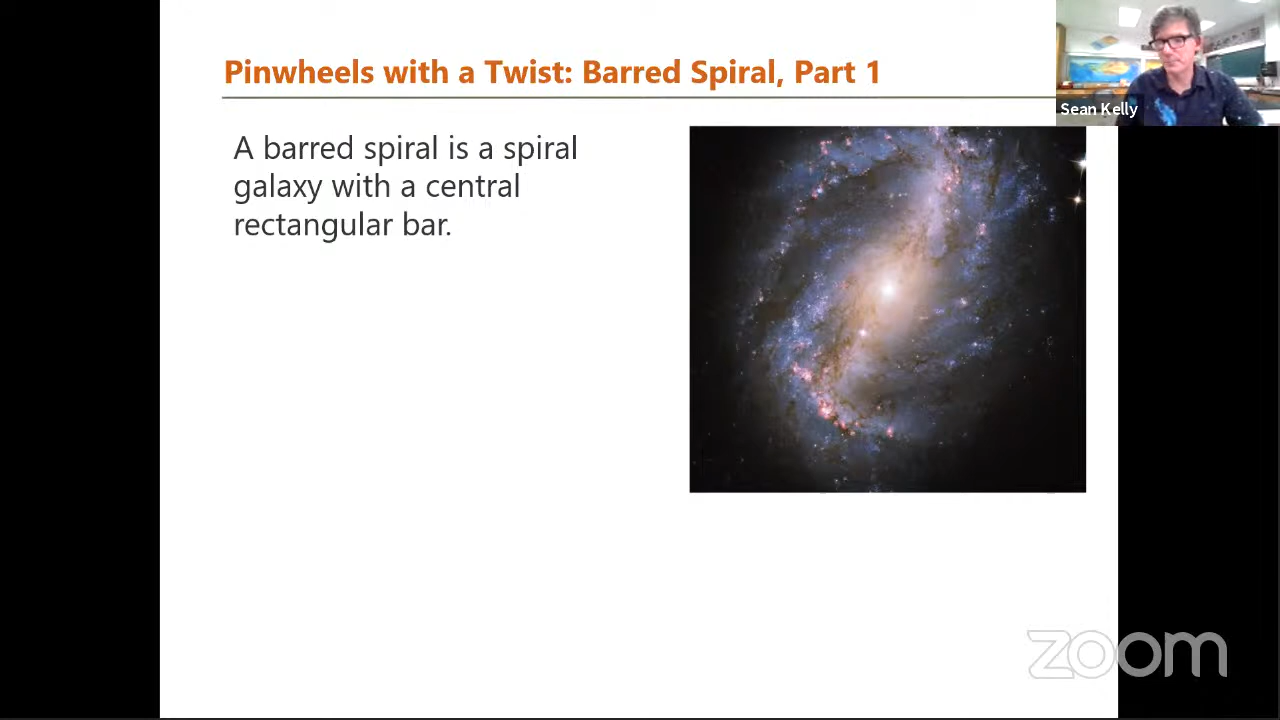 Pinwheels with a Twist: Barred Spiral, Part 1
Sean Kelly
A barred spiral is a spiral
galaxy with a central
rectangular bar.
zoom